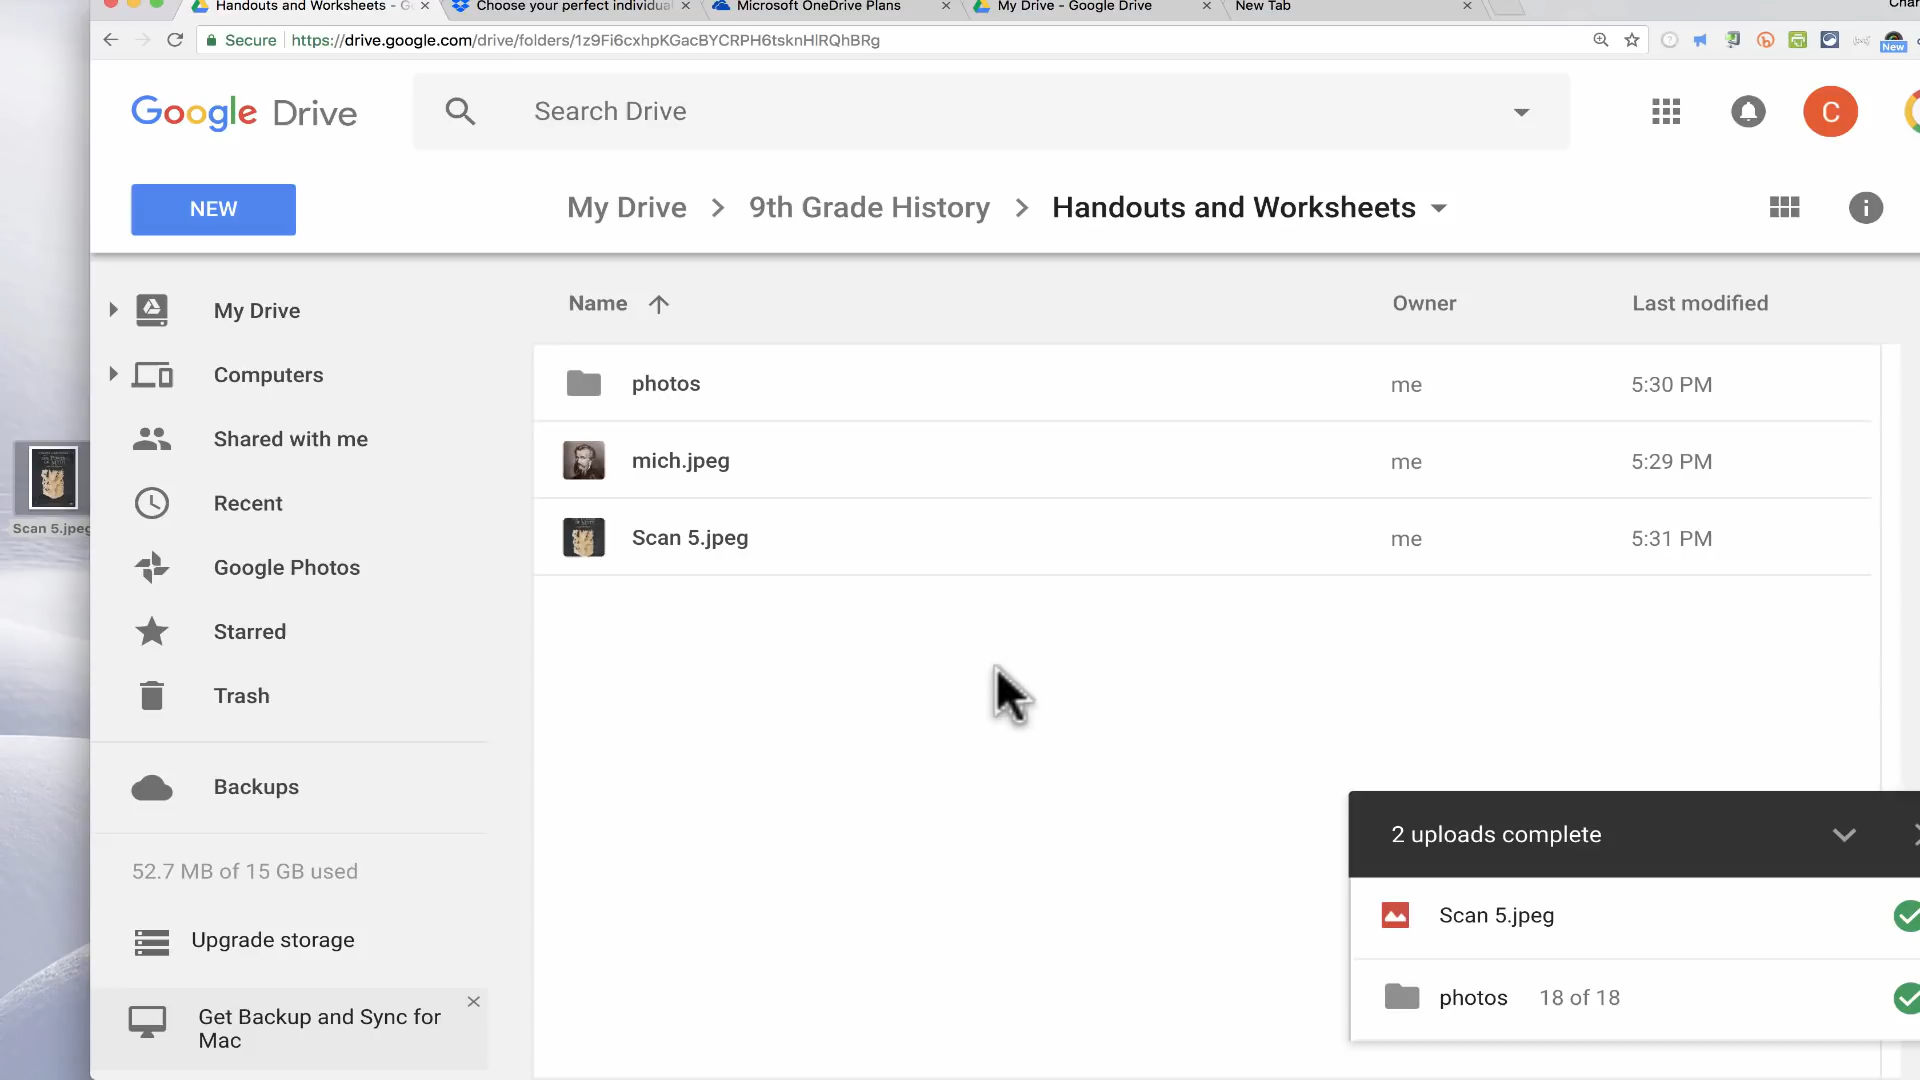 Handouts and Worksheets - G
Choose your perfect individua
Microsoft OneDrive Plans
My Drive - Google Drive
New Tab
Char
Secure
https://drive.google.com/drive/folders/1z9Fi6cxhpKGacBYCRPH6tsknHlRQhBRg
New
Google Drive
Search Drive
C
NEW
My Drive > 9th Grade History > Handouts and Worksheets
My Drive
Computers
Shared with me
Recent
Google Photos
Starred
Trash
Backups
52.7 MB of 15 GB used
Upgrade storage
Get Backup and Sync for
Mac
Scan 5.jpeg
Name
Owner
Last modified
photos
me
5:30 PM
mich.jpeg
me
5:29 PM
Scan 5.jpeg
me
5:31 PM
2 uploads complete
Scan 5.jpeg
photos
18 of 18